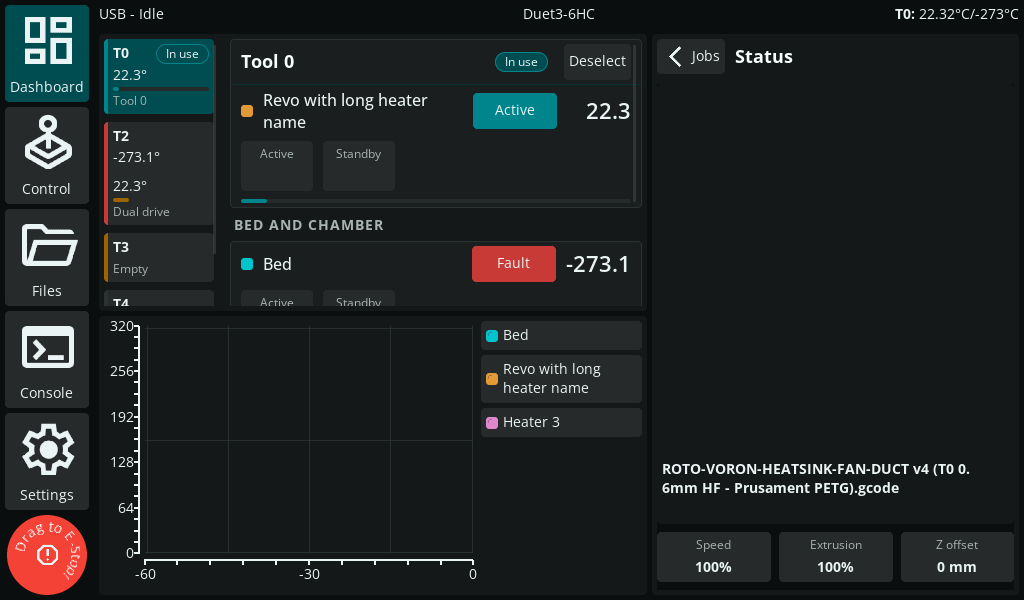 USB - Idle
Duet3-6HC
T0: 22.32°C/-273°C
Dashboard
Control
Files
Console
Settings
Drag to E-Stop!
T0
In use
22.3°
Tool 0
T2
-273.1°
22.3°
Dual drive
T3
Empty
T4
Tool 0
In use
Deselect
Revo with long heater
name
Active
22.3
Active
Standby
BED AND CHAMBER
Bed
Fault
-273.1
Active
Standby
320
256
192
128
64
0
-60
-30
0
Bed
Revo with long
heater name
Heater 3
Jobs
Status
ROTO-VORON-HEATSINK-FAN-DUCT v4 (T0 0.
6mm HF - Prusament PETG).gcode
Speed
100%
Extrusion
100%
Z offset
0 mm